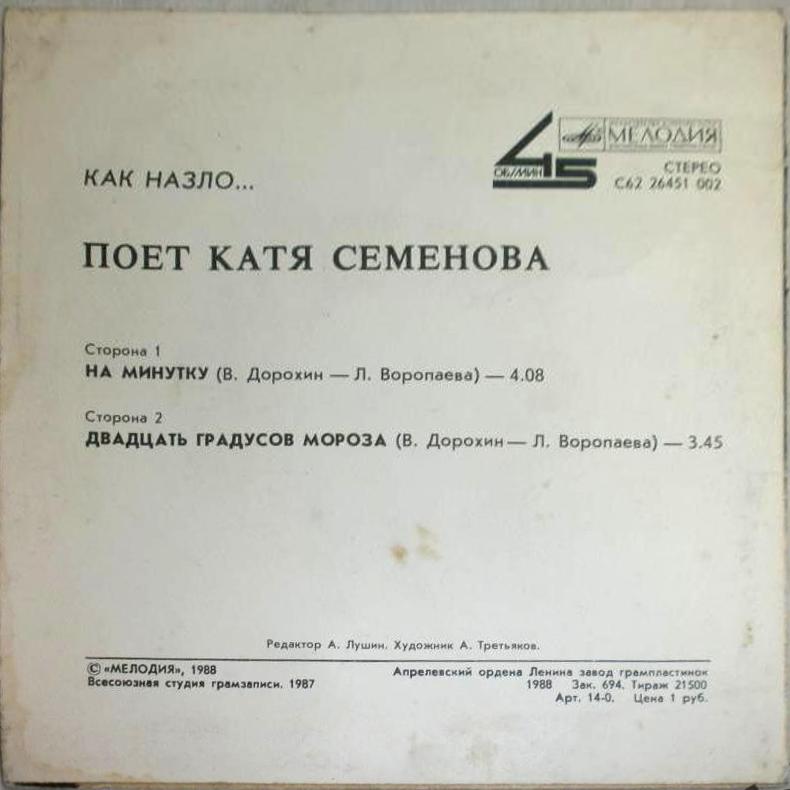 МЕЛОДИЯ
45
ОБ/МИН
СТЕРЕО
С62 26451 002
КАК НАЗЛО...
ПОЕТ КАТЯ СЕМЕНОВА
Сторона 1
НА МИНУТКУ (В. Дорохин — Л. Воропаева) — 4.08
Сторона 2
ДВАДЦАТЬ ГРАДУСОВ МОРОЗА (В. Дорохин — Л. Воропаева) — 3.45
Редактор А. Лушин. Художник А. Третьяков.
© «МЕЛОДИЯ», 1988
Всесоюзная студия грамзаписи. 1987
Апрелевский ордена Ленина завод грампластинок
1988 Зак. 694. Тираж 21500
Арт. 14-0. Цена 1 руб.